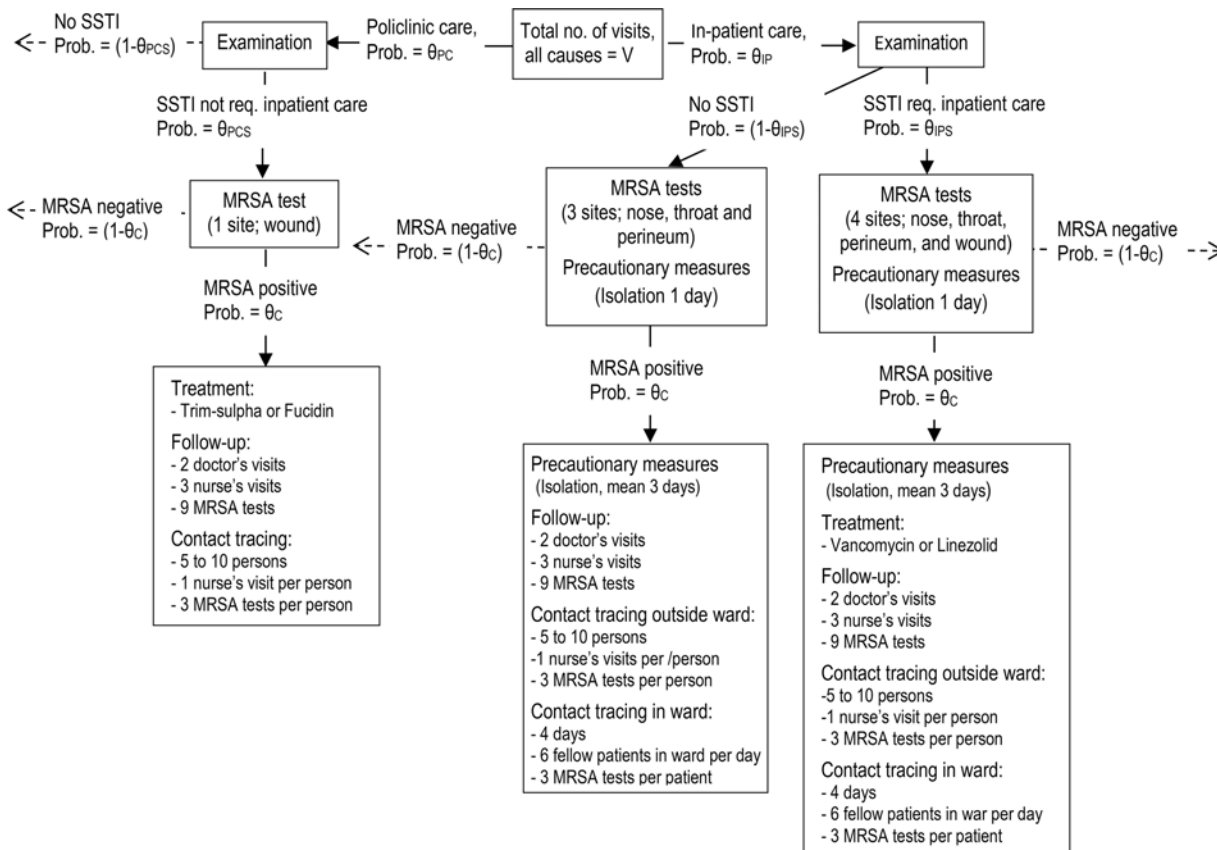 No SSTI
Prob. = (1-θPCS)
Examination
Policlinic care,
Prob. = θPC
Total no. of visits,
all causes = V
In-patient care,
Prob. = θIP
Examination
SSTI not req. inpatient care
Prob. = θPCS
No SSTI
Prob. = (1-θIPS)
SSTI req. inpatient care
Prob. = θIPS
MRSA negative
Prob. = (1-θC)
MRSA test
(1 site; wound)
MRSA negative
Prob. = (1-θC)
MRSA tests
(3 sites; nose, throat and
perineum)
Precautionary measures
(Isolation 1 day)
MRSA tests
(4 sites; nose, throat,
perineum, and wound)
Precautionary measures
(Isolation 1 day)
MRSA negative
Prob. = (1-θC)
MRSA positive
Prob. = θC
MRSA positive
Prob. = θC
MRSA positive
Prob. = θC
Treatment:
- Trim-sulpha or Fucidin
Follow-up:
- 2 doctor's visits
- 3 nurse's visits
- 9 MRSA tests
Contact tracing:
- 5 to 10 persons
- 1 nurse's visit per person
- 3 MRSA tests per person
Precautionary measures
(Isolation, mean 3 days)
Follow-up:
- 2 doctor's visits
- 3 nurse's visits
- 9 MRSA tests
Contact tracing outside ward:
- 5 to 10 persons
-1 nurse's visits per /person
- 3 MRSA tests per person
Contact tracing in ward:
- 4 days
- 6 fellow patients in ward per day
- 3 MRSA tests per patient
Precautionary measures
(Isolation, mean 3 days)
Treatment:
- Vancomycin or Linezolid
Follow-up:
- 2 doctor's visits
- 3 nurse's visits
- 9 MRSA tests
Contact tracing outside ward:
-5 to 10 persons
-1 nurse's visit per person
- 3 MRSA tests per person
Contact tracing in ward:
- 4 days
- 6 fellow patients in war per day
- 3 MRSA tests per patient